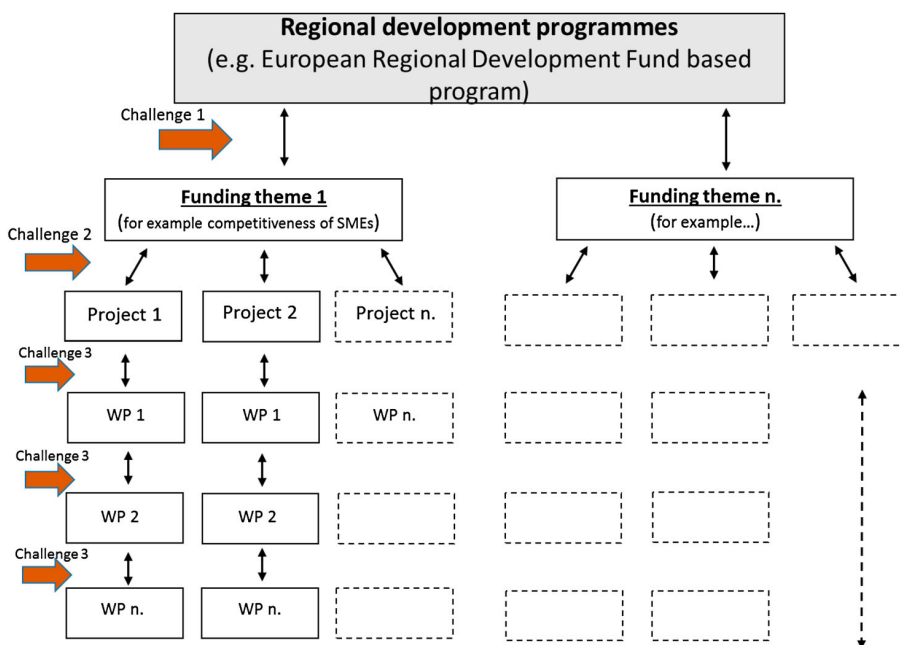 Regional development programmes
(e.g. European Regional Development Fund based
program)
Challenge 1
Funding theme 1
(for example competitiveness of SMEs)
Funding theme n.
(for example...)
Challenge 2
Project 1
Project 2
Project n.
Challenge 3
WP 1
WP 1
WP n.
Challenge 3
WP 2
WP 2
Challenge 3
WP n.
WP n.